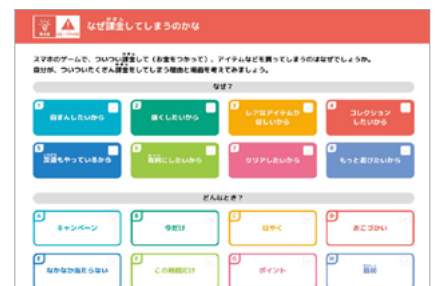 なぜ課金してしまうのかな
スマホのゲームで、ついつい課金して（お金をつかって）、アイテムなどを買ってしまうのはなぜでしょうか。
自分が、ついついたくさん課金をしてしまう理由と場面を考えてみましょう。
なぜ？
1 自まんしたいから
2 強くしたいから
3 レアなアイテムがほしいから
4 コレクションしたいから
5 友達もやっているから
6 有利にしたいから
7 クリアしたいから
8 もっと遊びたいから
どんなとき？
A キャンペーン
B 今だけ
C はやく
D おこづかい
E なかなか当たらない
F この時間だけ
G ポイント